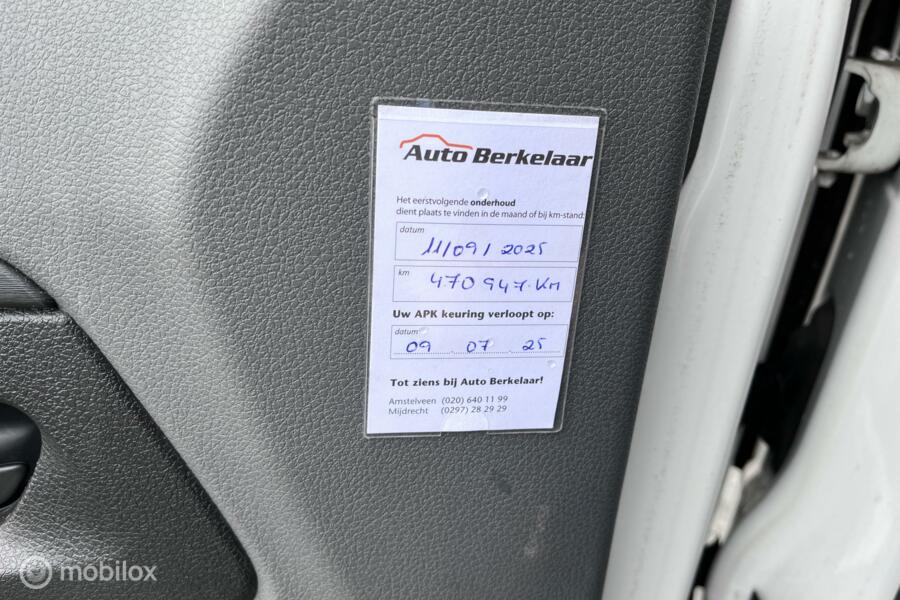 Auto Berkelaar
Het eerstvolgende onderhoud
dient plaats te vinden in de maand of bij km-stand:
datum
11/09/2025
km
470 947. KM
Uw APK keuring verloopt op:
datum
09 . 07 . 25
Tot ziens bij Auto Berkelaar!
Amstelveen (020) 640 11 99
Mijdrecht (0297) 28 29 29
mobilox